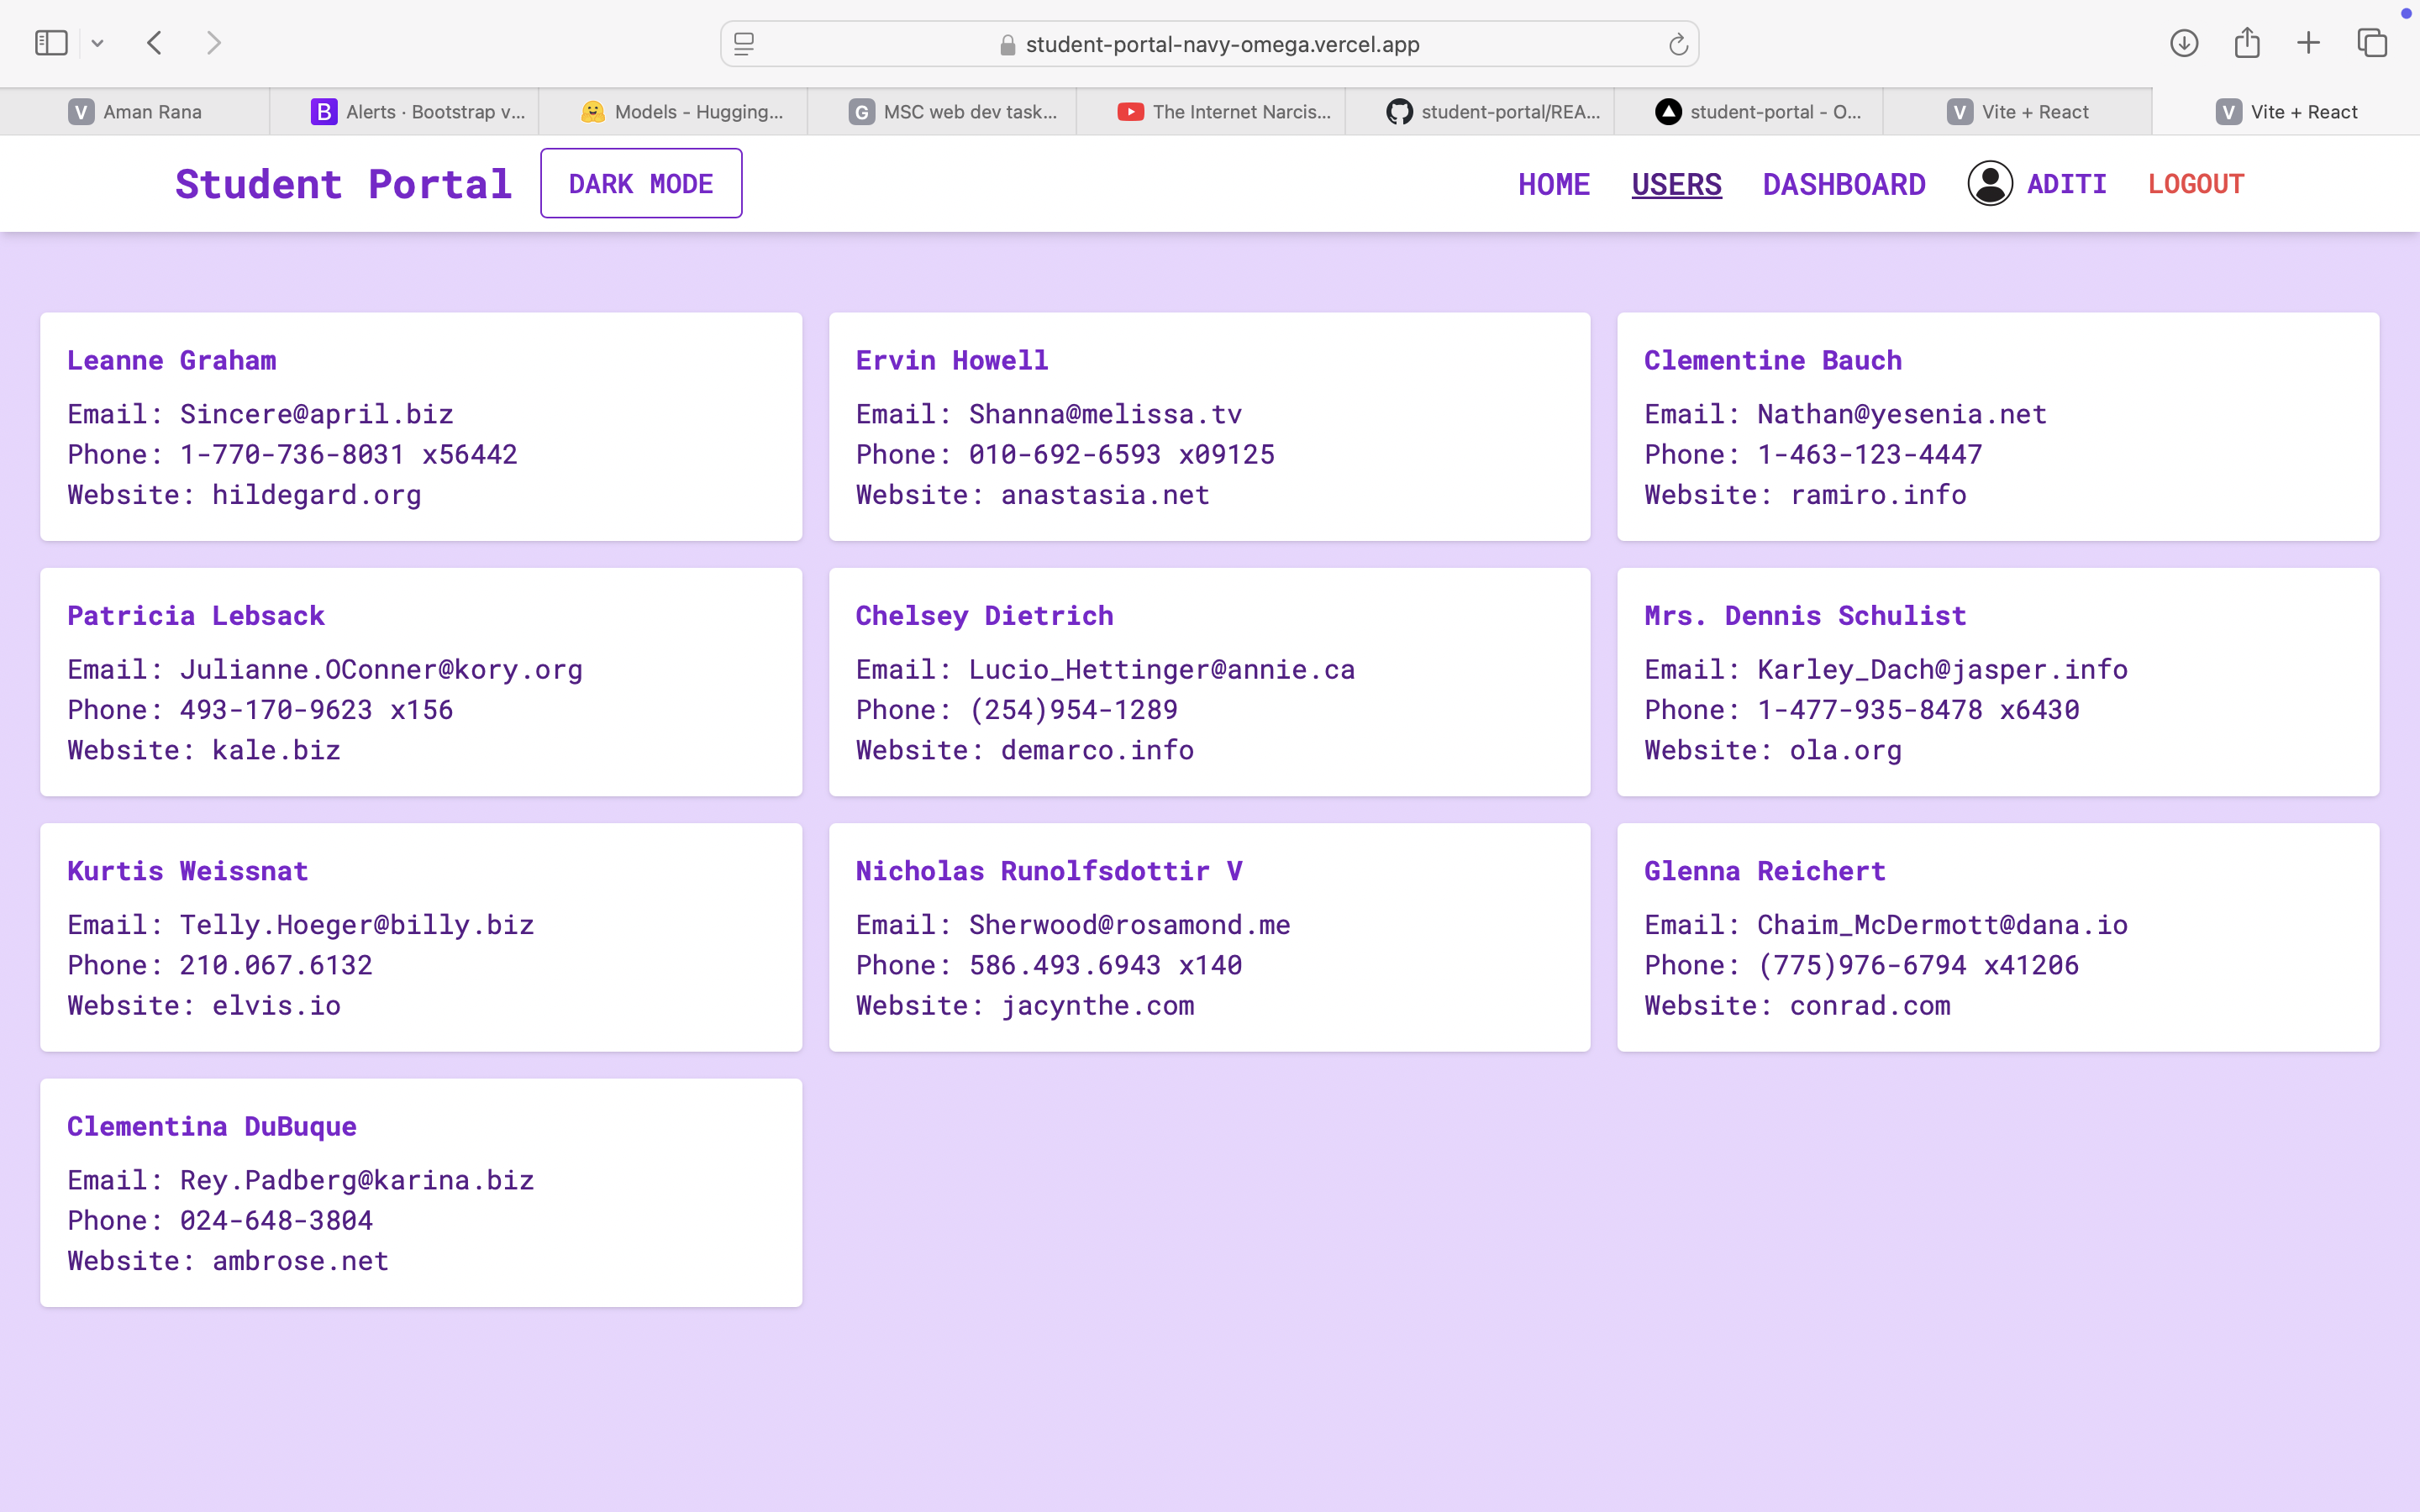 student-portal-navy-omega.vercel.app
V Aman Rana
B Alerts · Bootstrap v...
Models - Hugging...
G MSC web dev task...
The Internet Narcis...
student-portal/REA...
student-portal - O...
V Vite + React
V Vite + React
Student Portal
DARK MODE
HOME
USERS
DASHBOARD
ADITI
LOGOUT
Leanne Graham
Email: Sincere@april.biz
Phone: 1-770-736-8031 x56442
Website: hildegard.org
Ervin Howell
Email: Shanna@melissa.tv
Phone: 010-692-6593 x09125
Website: anastasia.net
Clementine Bauch
Email: Nathan@yesenia.net
Phone: 1-463-123-4447
Website: ramiro.info
Patricia Lebsack
Email: Julianne.OConner@kory.org
Phone: 493-170-9623 x156
Website: kale.biz
Chelsey Dietrich
Email: Lucio_Hettinger@annie.ca
Phone: (254)954-1289
Website: demarco.info
Mrs. Dennis Schulist
Email: Karley_Dach@jasper.info
Phone: 1-477-935-8478 x6430
Website: ola.org
Kurtis Weissnat
Email: Telly.Hoeger@billy.biz
Phone: 210.067.6132
Website: elvis.io
Nicholas Runolfsdottir V
Email: Sherwood@rosamond.me
Phone: 586.493.6943 x140
Website: jacynthe.com
Glenna Reichert
Email: Chaim_McDermott@dana.io
Phone: (775)976-6794 x41206
Website: conrad.com
Clementina DuBuque
Email: Rey.Padberg@karina.biz
Phone: 024-648-3804
Website: ambrose.net